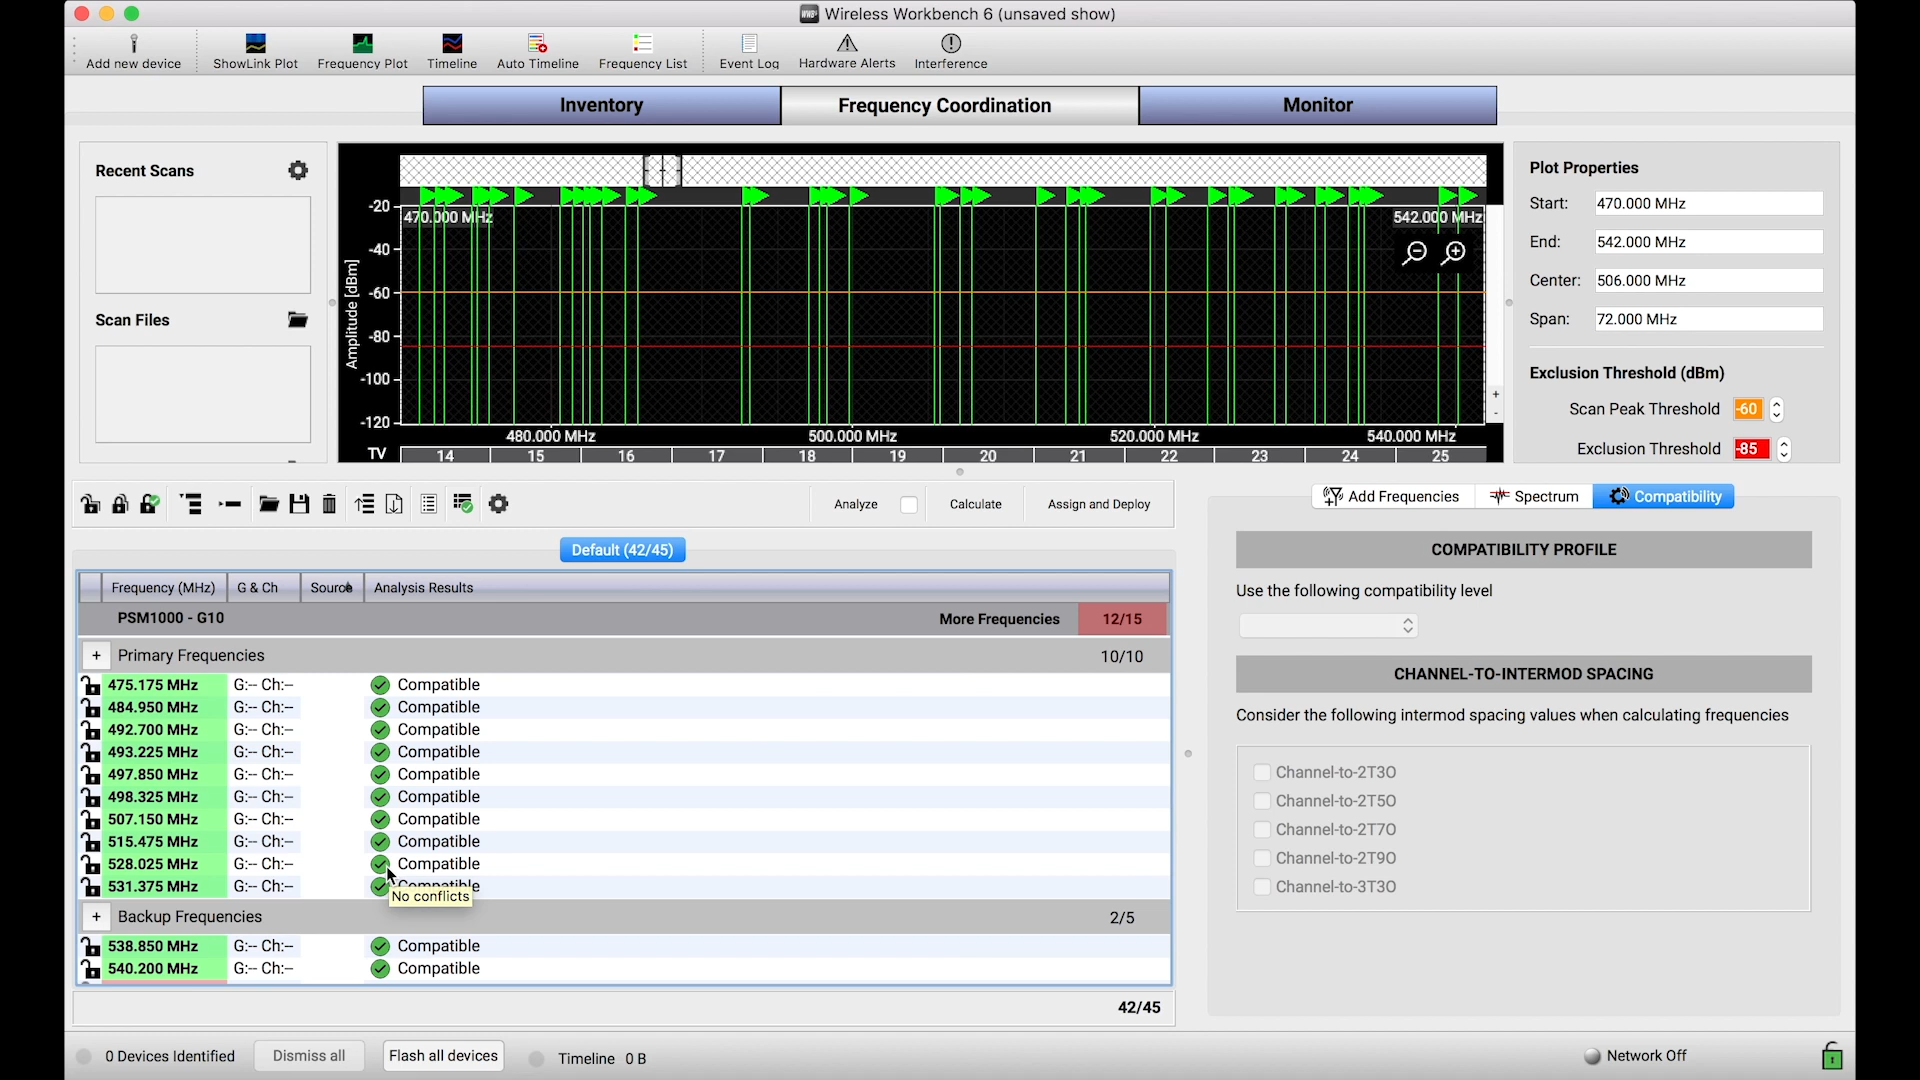 Wireless Workbench 6 (unsaved show)
Add new device
ShowLink Plot
Frequency Plot
Timeline
Auto Timeline
Frequency List
Event Log
Hardware Alerts
Interference
Inventory
Frequency Coordination
Monitor
Recent Scans
Scan Files
Amplitude [dBm]
-20
-40
-60
-80
-100
-120
470.000 MHz
542.000 MHz
480.000 MHz
500.000 MHz
520.000 MHz
540.000 MHz
TV 14 15 16 17 18 19 20 21 22 23 24 25
+
-
Plot Properties
Start: 470.000 MHz
End: 542.000 MHz
Center: 506.000 MHz
Span: 72.000 MHz
Exclusion Threshold (dBm)
Scan Peak Threshold -60
Exclusion Threshold -85
Analyze
Calculate
Assign and Deploy
Default (42/45)
Frequency (MHz) G & Ch Source Analysis Results
PSM1000 - G10 More Frequencies 12/15
+ Primary Frequencies 10/10
475.175 MHz G:-- Ch:-- Compatible
484.950 MHz G:-- Ch:-- Compatible
492.700 MHz G:-- Ch:-- Compatible
493.225 MHz G:-- Ch:-- Compatible
497.850 MHz G:-- Ch:-- Compatible
498.325 MHz G:-- Ch:-- Compatible
507.150 MHz G:-- Ch:-- Compatible
515.475 MHz G:-- Ch:-- Compatible
528.025 MHz G:-- Ch:-- Compatible
531.375 MHz G:-- Ch:-- Compatible
No conflicts
+ Backup Frequencies 2/5
538.850 MHz G:-- Ch:-- Compatible
540.200 MHz G:-- Ch:-- Compatible
42/45
Add Frequencies
Spectrum
Compatibility
COMPATIBILITY PROFILE
Use the following compatibility level
CHANNEL-TO-INTERMOD SPACING
Consider the following intermod spacing values when calculating frequencies
Channel-to-2T3O
Channel-to-2T5O
Channel-to-2T7O
Channel-to-2T9O
Channel-to-3T3O
0 Devices Identified
Dismiss all
Flash all devices
Timeline 0 B
Network Off